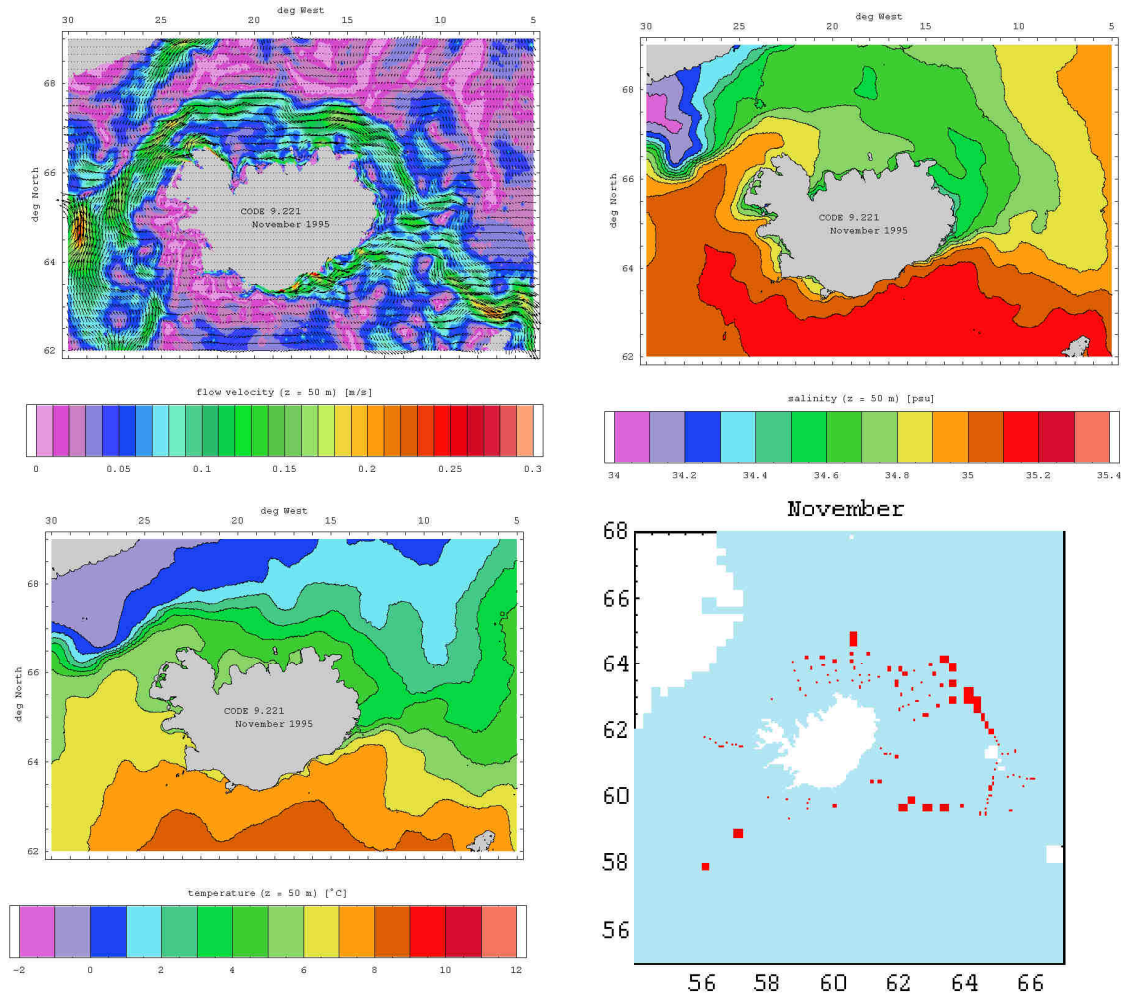 deg West
30 25 20 15 10 5
68
66
64
62
deg North
CODE 9.221
November 1995
flow velocity (z = 50 m) [m/s]
0 0.05 0.1 0.15 0.2 0.25 0.3
deg West
30 25 20 15 10 5
68
66
64
62
deg North
CODE 9.221
November 1995
salinity (z = 50 m) [psu]
34 34.2 34.4 34.6 34.8 35 35.2 35.4
deg West
30 25 20 15 10 5
68
66
64
62
deg North
CODE 9.221
November 1995
temperature (z = 50 m) [°C]
-2 0 2 4 6 8 10 12
November
68
66
64
62
60
58
56
56 58 60 62 64 66